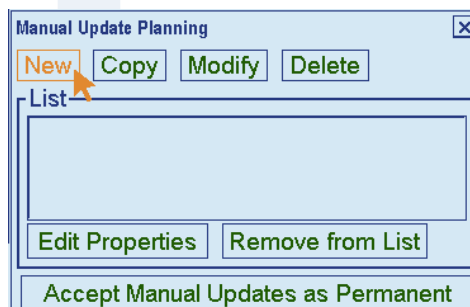 Manual Update Planning
New Copy Modify Delete
List
Edit Properties Remove from List
Accept Manual Updates as Permanent